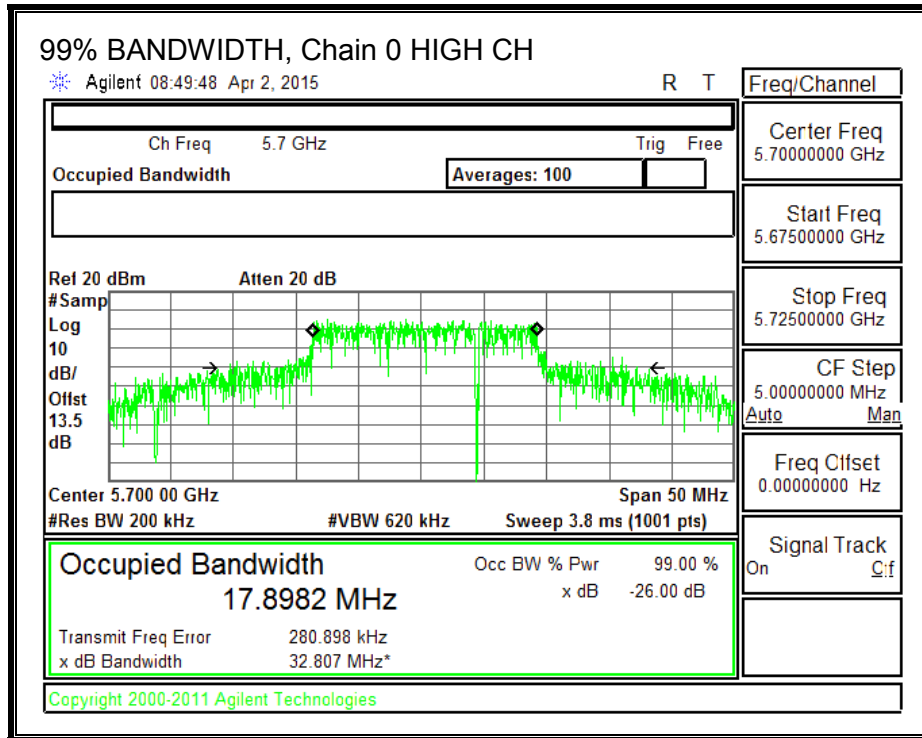 99% BANDWIDTH, Chain 0 HIGH CH
Agilent 08:49:48 Apr 2, 2015 R T
Freq/Channel
Ch Freq 5.7 GHz Trig Free
Occupied Bandwidth Averages: 100
Center Freq
5.70000000 GHz
Start Freq
5.67500000 GHz
Stop Freq
5.72500000 GHz
CF Step
5.00000000 MHz
Auto Man
Freq Offset
0.00000000 Hz
Signal Track
On Off
Ref 20 dBm Atten 20 dB
#Samp
Log
10
dB/
Offst
13.5
dB
Center 5.700 00 GHz Span 50 MHz
#Res BW 200 kHz #VBW 620 kHz Sweep 3.8 ms (1001 pts)
Occupied Bandwidth
17.8982 MHz
Occ BW % Pwr 99.00 %
x dB -26.00 dB
Transmit Freq Error 280.898 kHz
x dB Bandwidth 32.807 MHz*
Copyright 2000-2011 Agilent Technologies